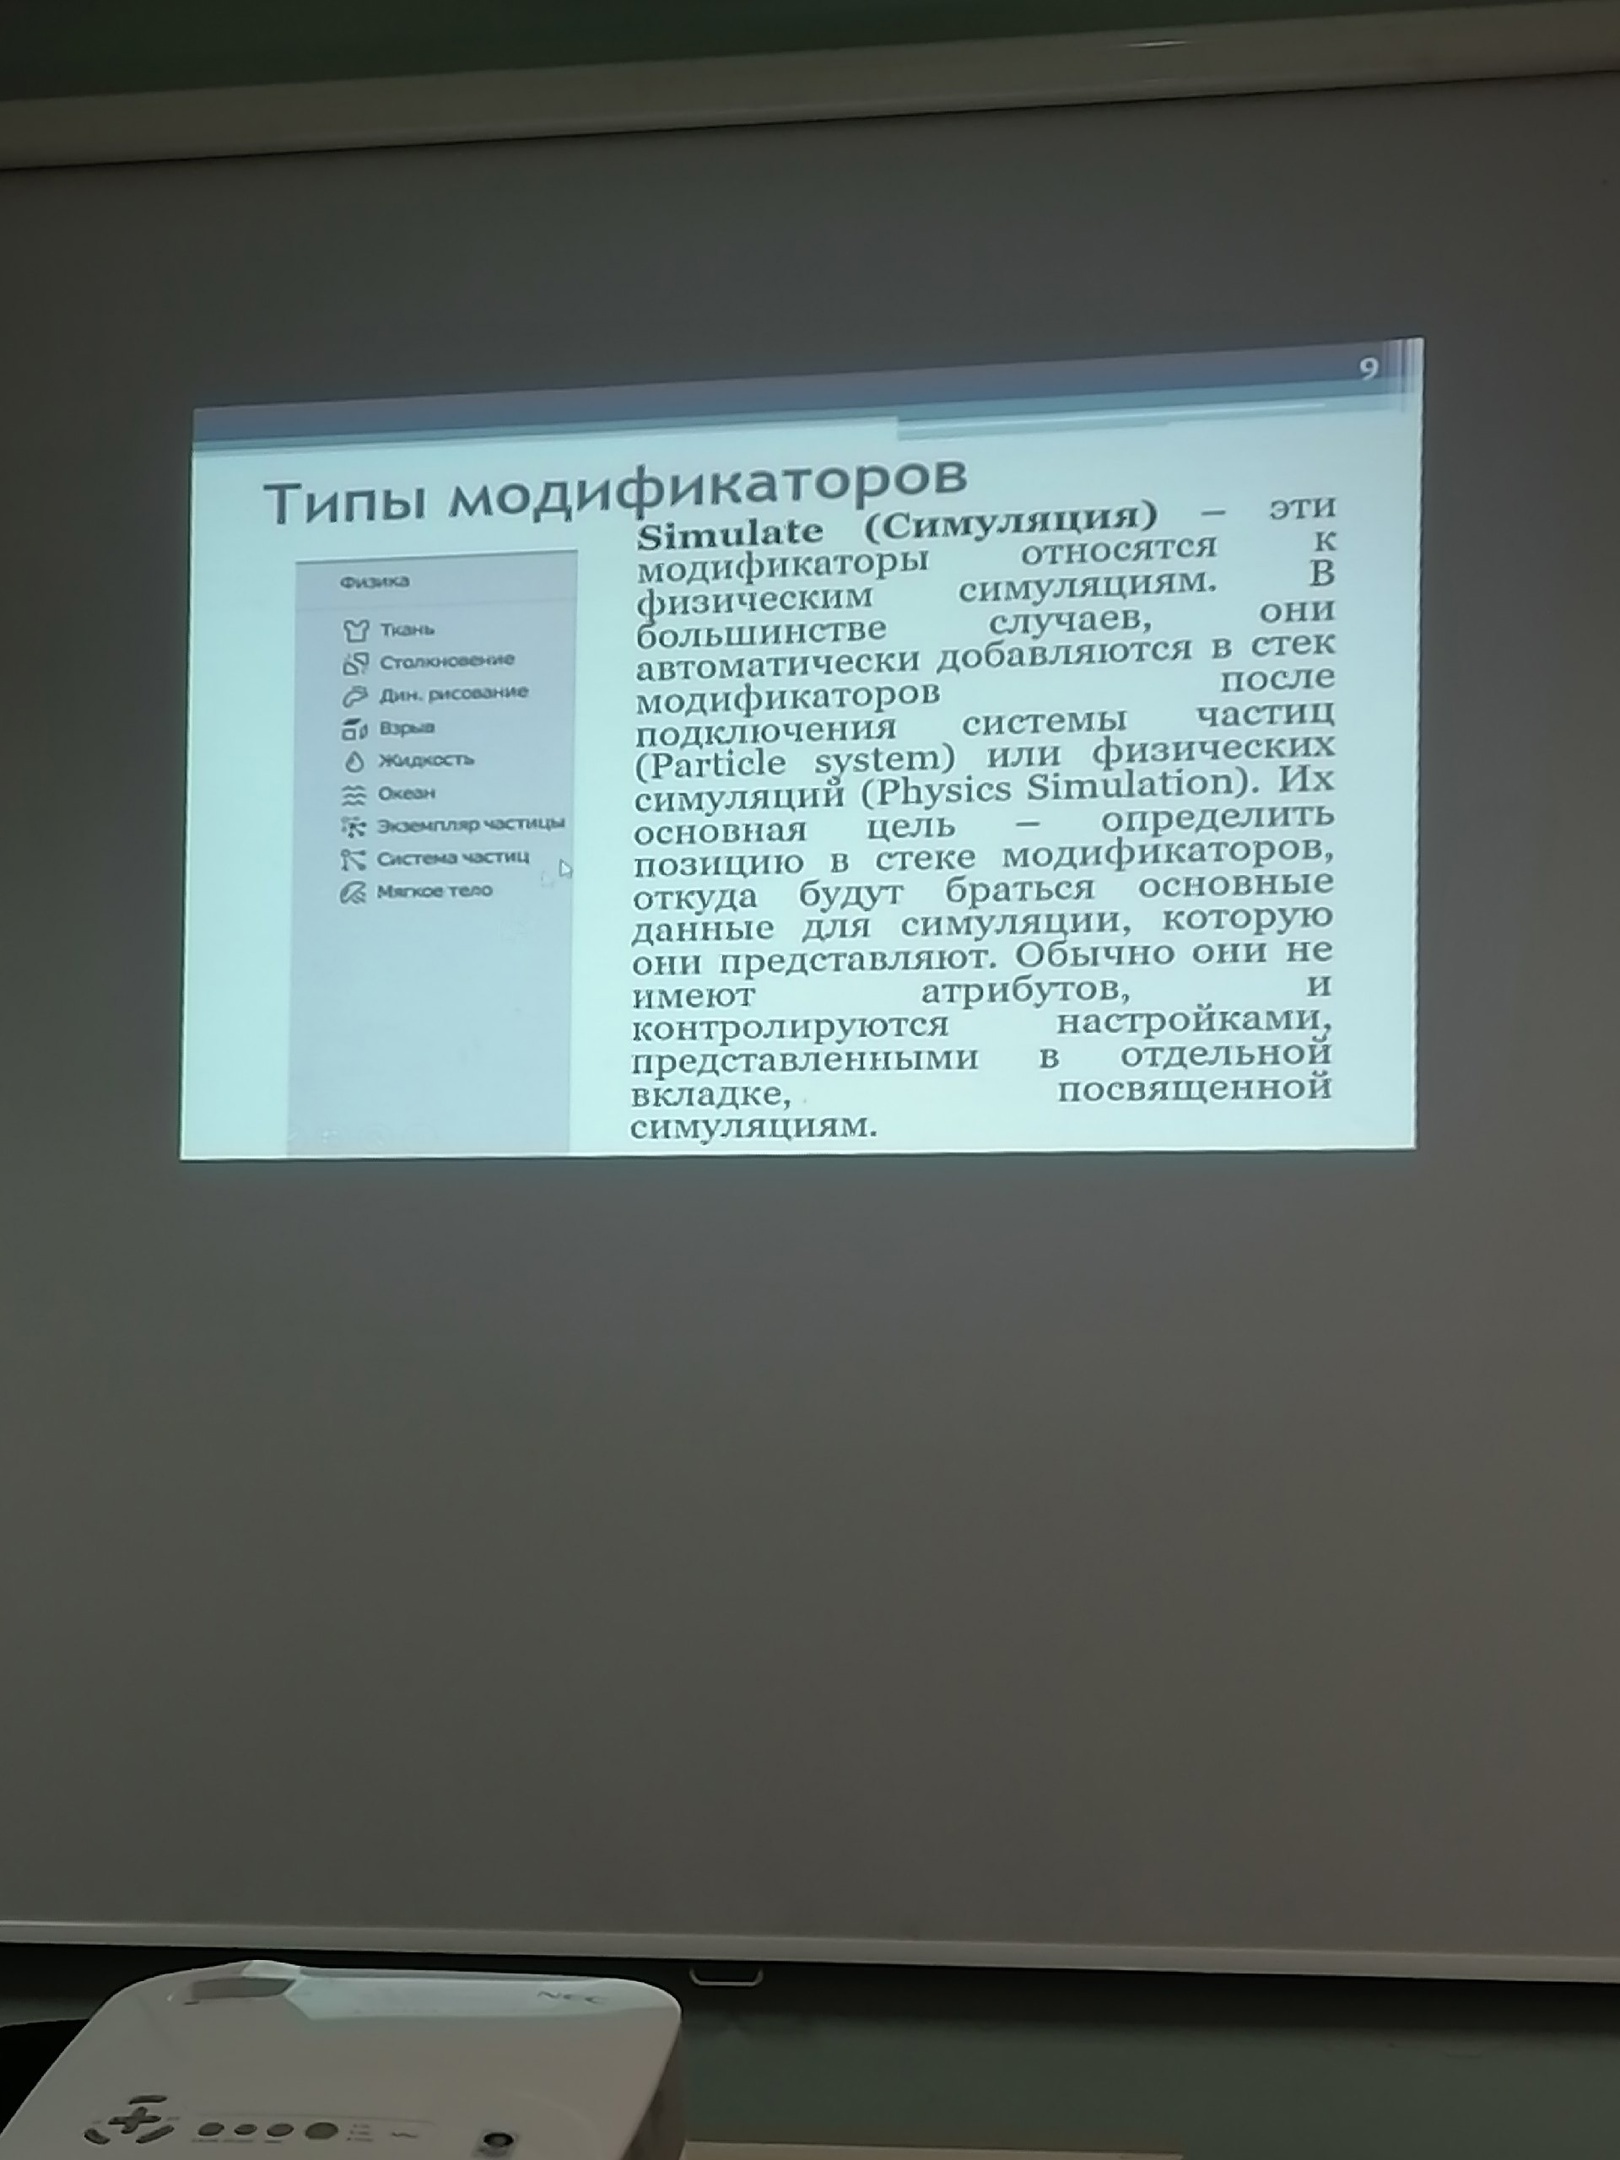 9
Типы модификаторов
Физика
Ткань
Столкновение
Дин. рисование
Взрыв
Жидкость
Океан
Экземпляр частицы
Система частиц
Мягкое тело
Simulate (Симуляция) – эти
модификаторы относятся к
физическим симуляциям. В
большинстве случаев, они
автоматически добавляются в стек
модификаторов после
подключения системы частиц
(Particle system) или физических
симуляций (Physics Simulation). Их
основная цель – определить
позицию в стеке модификаторов,
откуда будут браться основные
данные для симуляции, которую
они представляют. Обычно они не
имеют атрибутов, и
контролируются настройками,
представленными в отдельной
вкладке, посвященной
симуляциям.
NEC